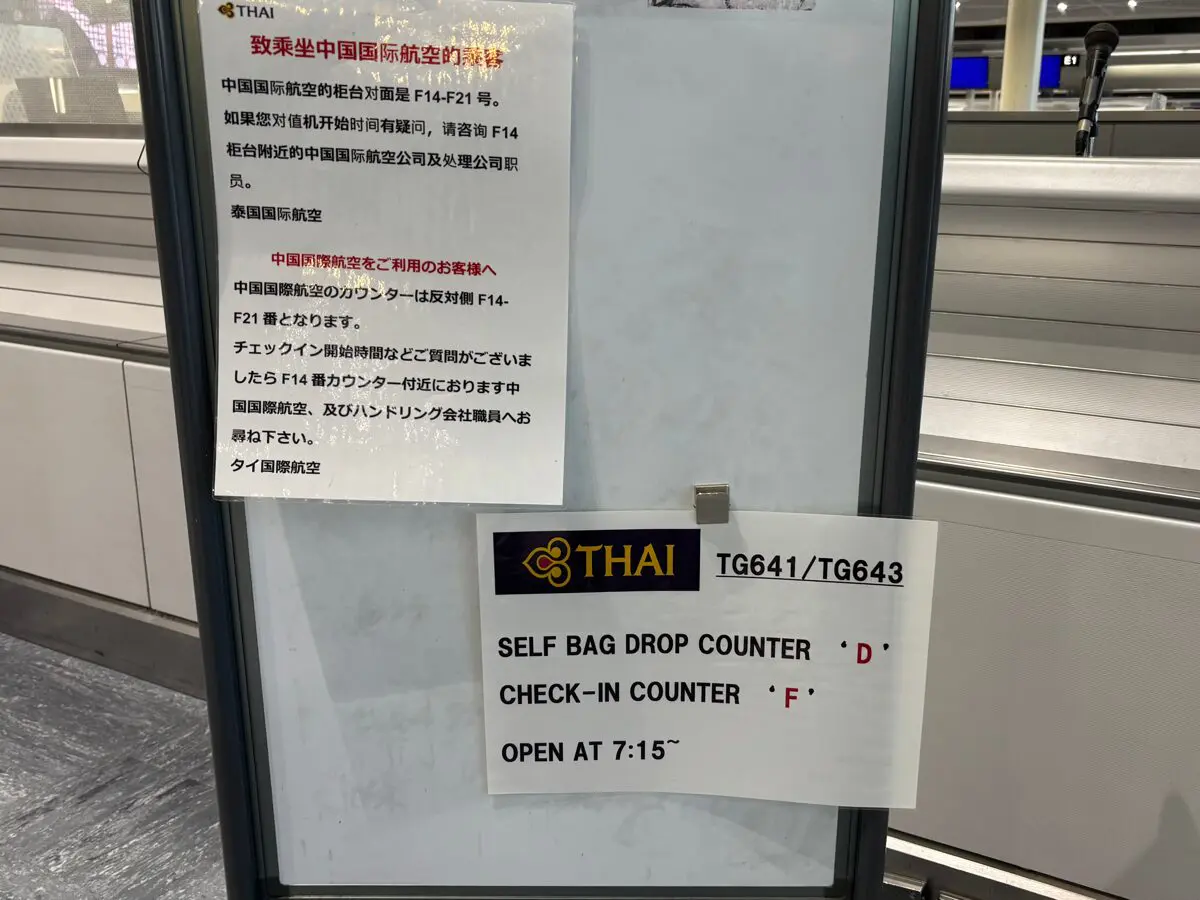 THAI
致乘坐中国国际航空的乘客
中国国际航空的柜台对面是 F14-F21 号。
如果您对值机开始时间有疑问，请咨询 F14
柜台附近的中国国际航空公司及处理公司职
员。
泰国国际航空
中国国際航空をご利用のお客様へ
中国国際航空のカウンターは反対側 F14-
F21 番となります。
チェックイン開始時間などご質問がございま
したら F14 番カウンター付近におります中
国国際航空、及びハンドリング会社職員へお
尋ね下さい。
タイ国際航空
THAI TG641/TG643
SELF BAG DROP COUNTER ‘D’
CHECK-IN COUNTER ‘F’
OPEN AT 7:15~
E1